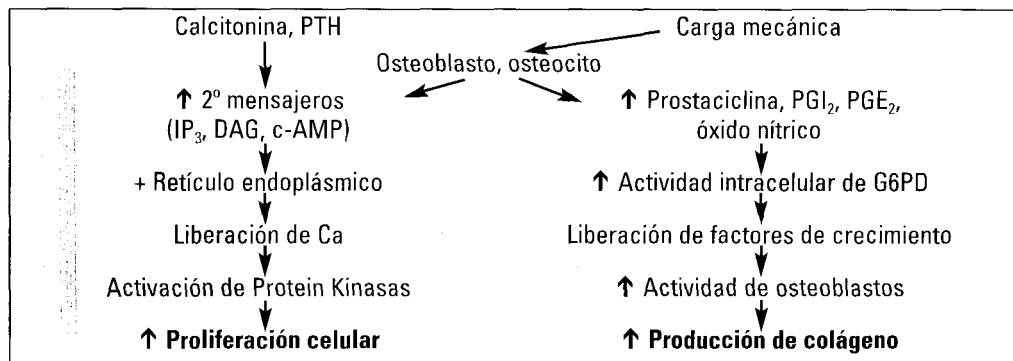 Calcitonina, PTH
Carga mecánica
Osteoblasto, osteocito
↑ 2º mensajeros
(IP₃, DAG, c-AMP)
↑ Prostaciclina, PGI₂, PGE₂,
óxido nítrico
+ Retículo endoplásmico
↑ Actividad intracelular de G6PD
Liberación de Ca
Liberación de factores de crecimiento
Activación de Protein Kínasas
↑ Actividad de osteoblastos
↑ Proliferación celular
↑ Producción de colágeno